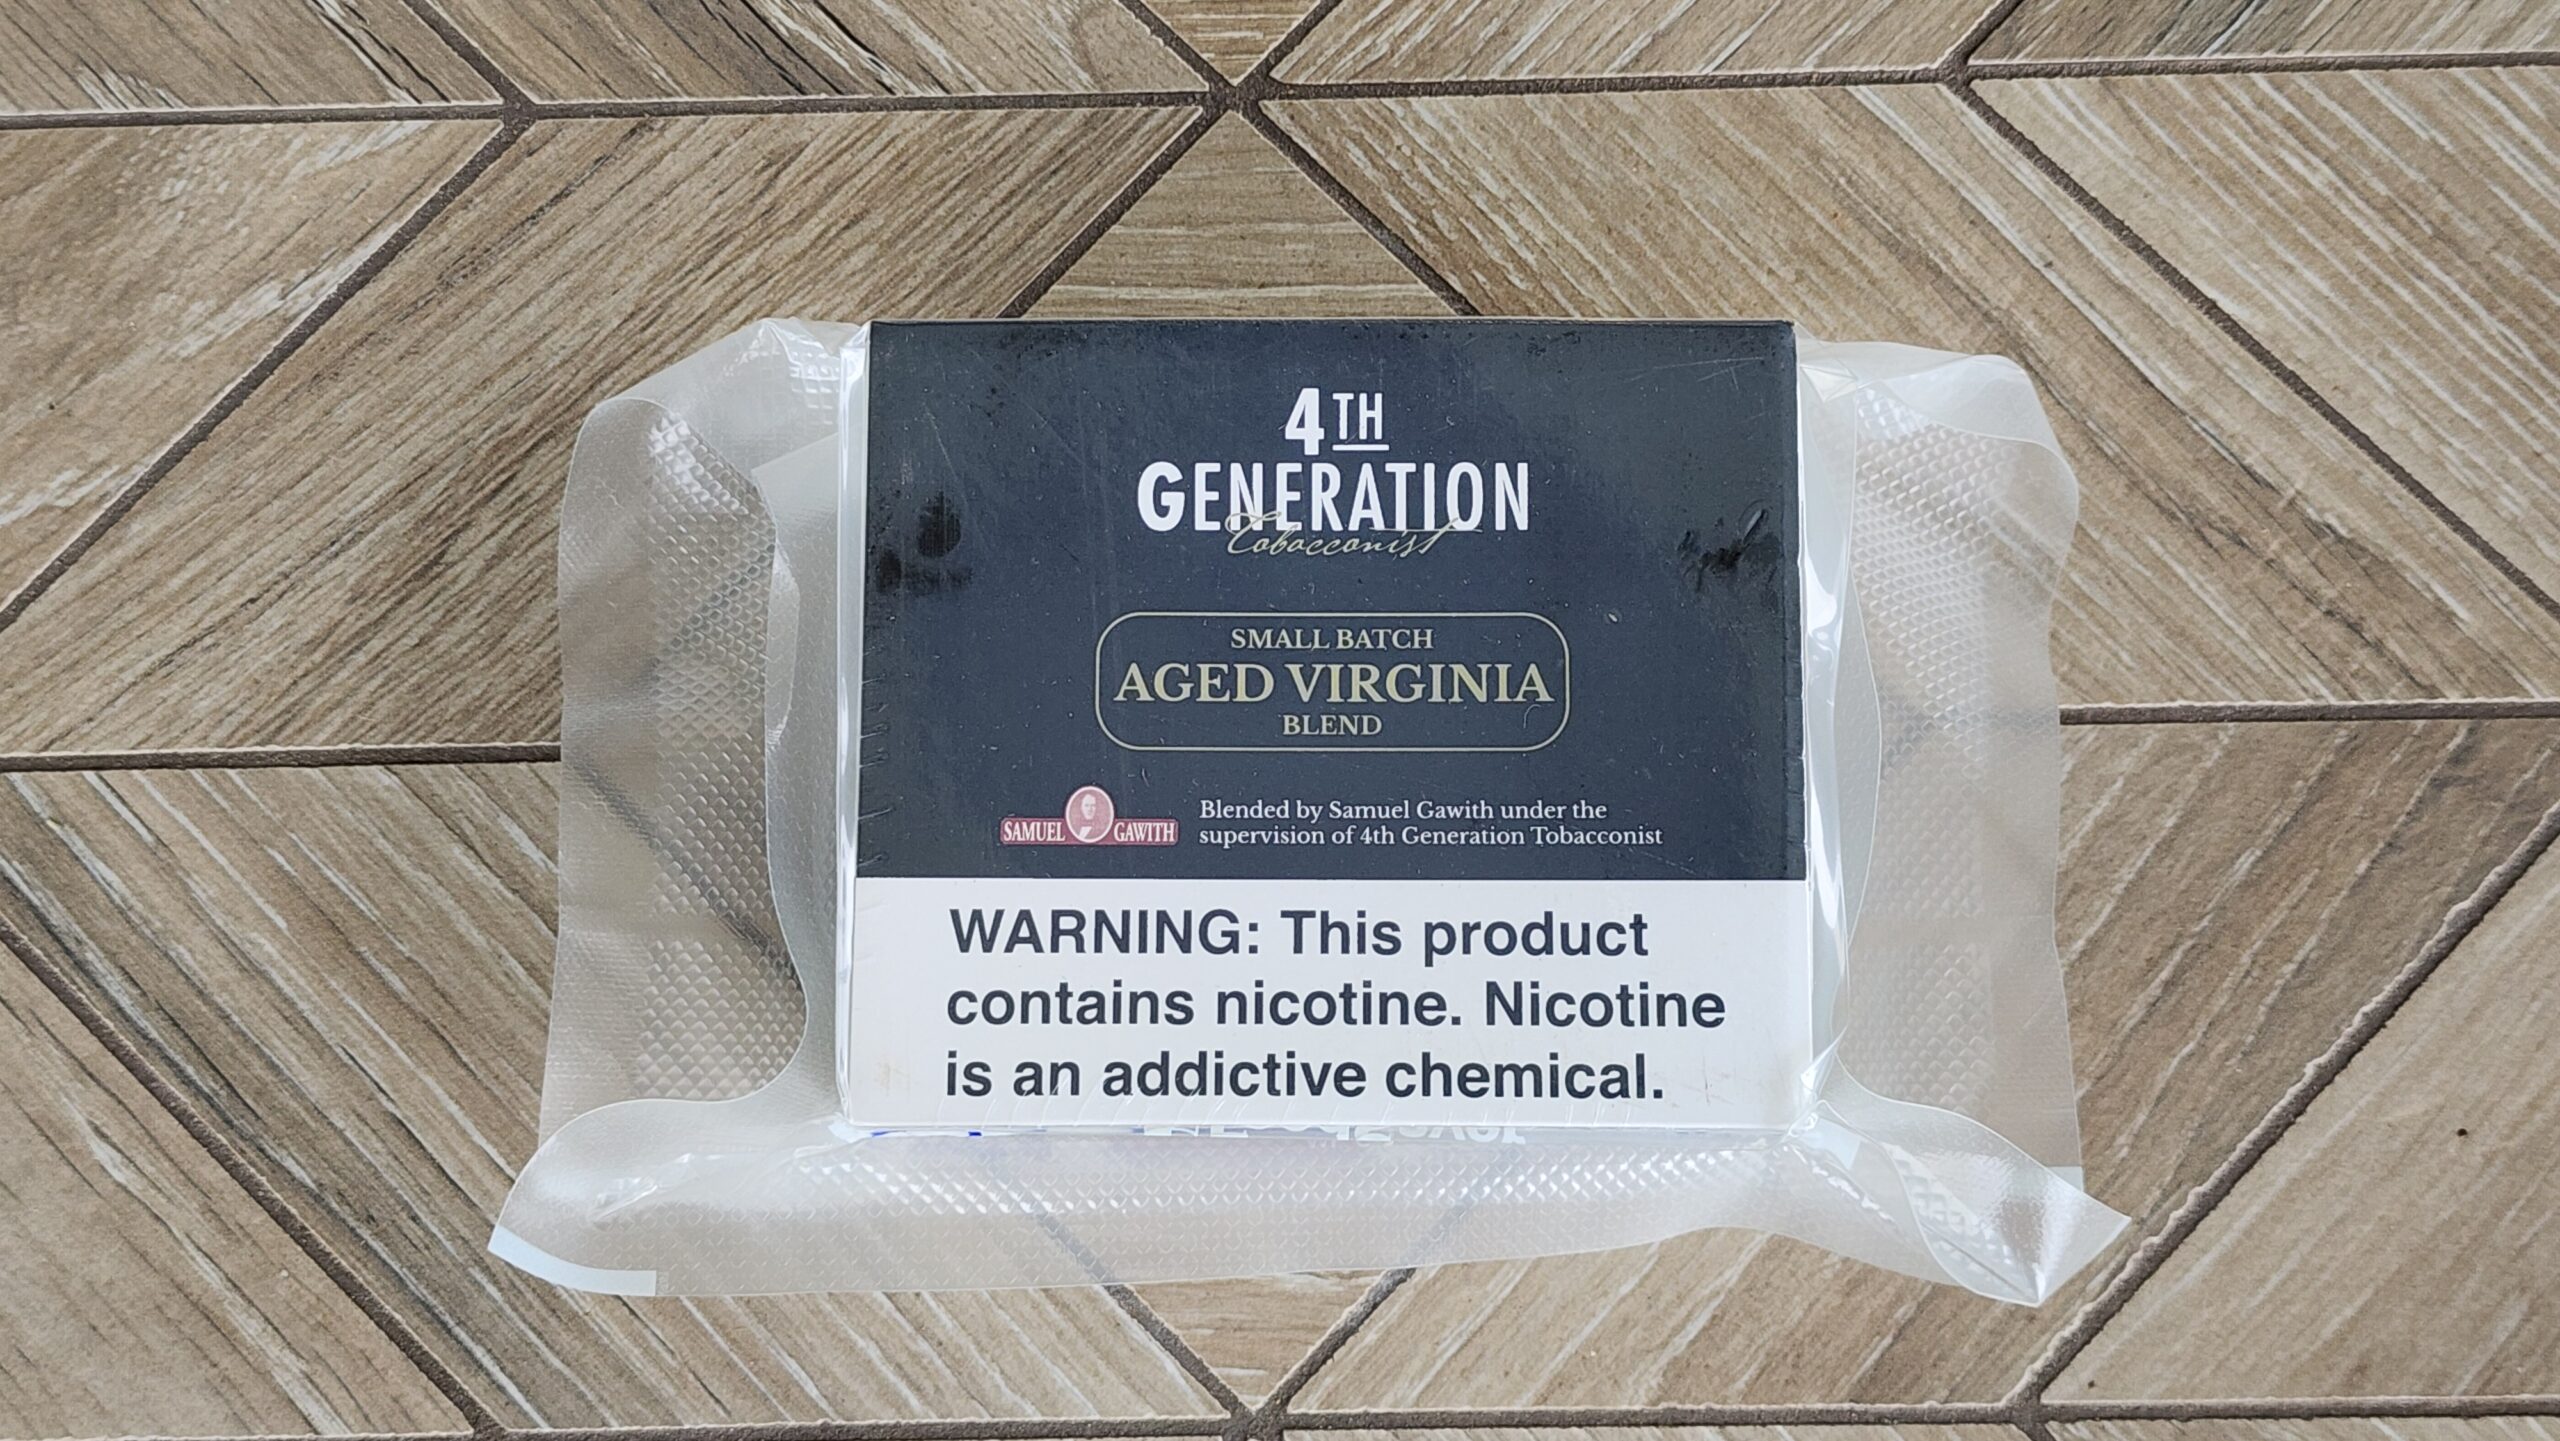 4TH
GENERATION
Tobacconist
SMALL BATCH
AGED VIRGINIA
BLEND
SAMUEL GAWITH
Blended by Samuel Gawith under the
supervision of 4th Generation Tobacconist
WARNING: This product
contains nicotine. Nicotine
is an addictive chemical.